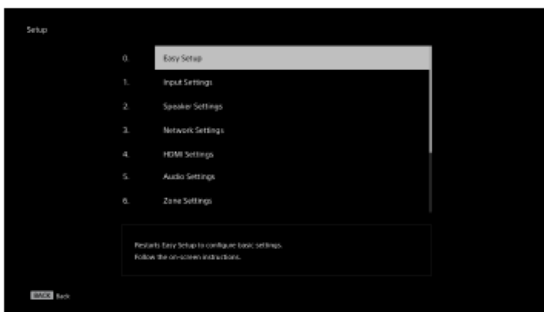 Setup
0. Easy Setup
1. Input Settings
2. Speaker Settings
3. Network Settings
4. HDMI Settings
5. Audio Settings
6. Zone Settings
Restarts Easy Setup to configure basic settings.
Follow the on-screen instructions.
BACK Back